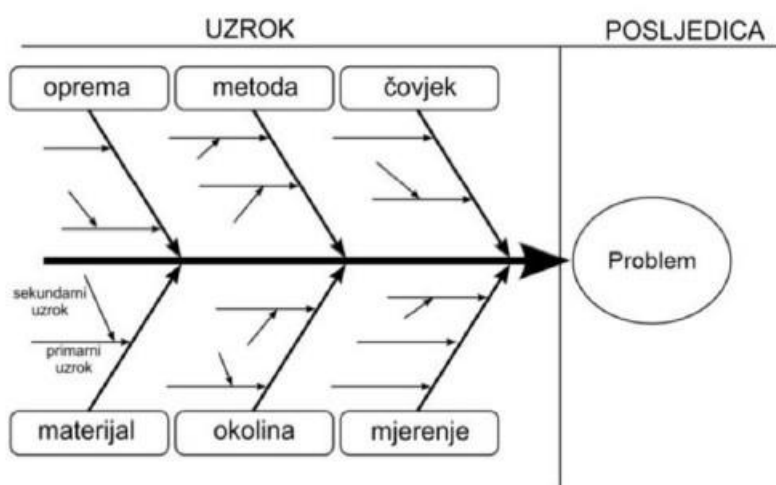 UZROK
POSLJEDICA
oprema
metoda
čovjek
Problem
sekundarni
uzrok
primarni
uzrok
materijal
okolina
mjerenje